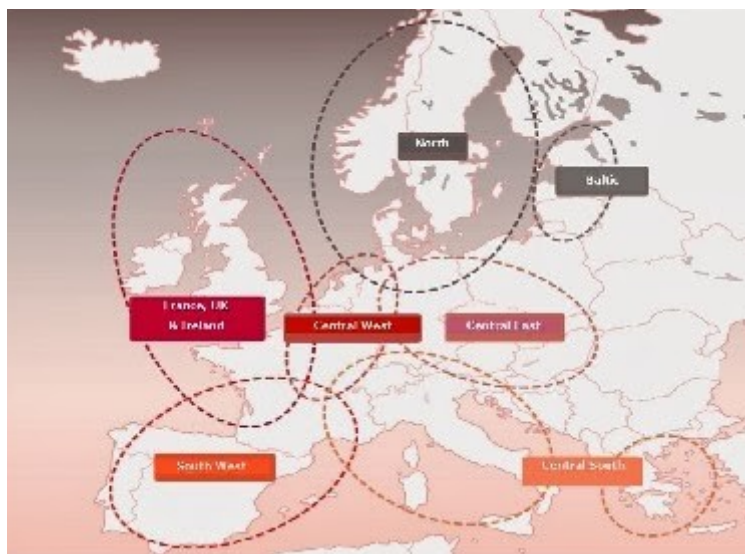 North
Baltic
France, UK
& Ireland
Central West
Central East
South West
Central South